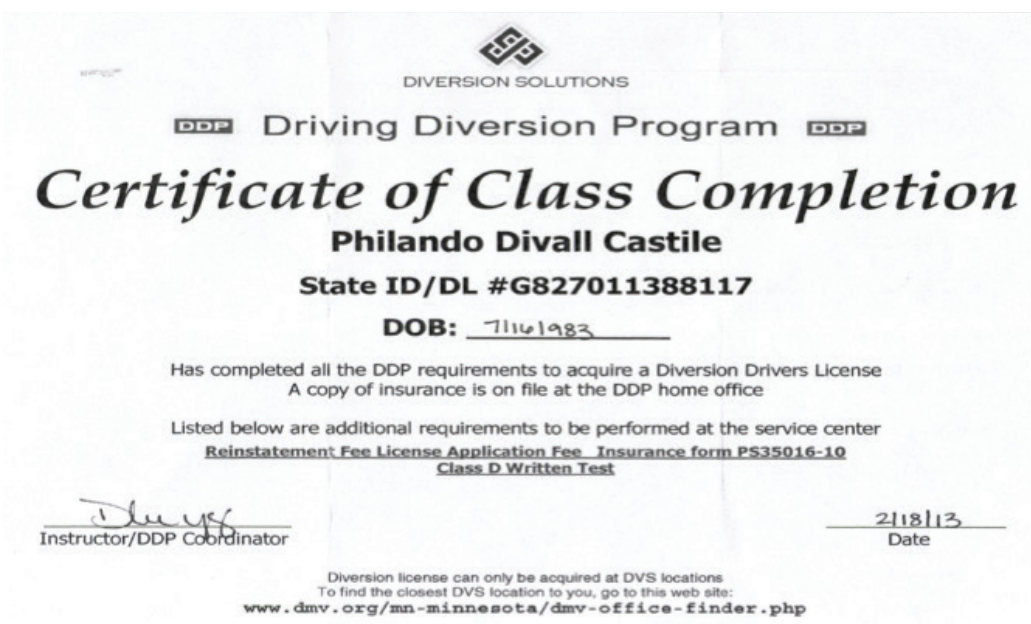 DIVERSION SOLUTIONS
DDP Driving Diversion Program DDP
Certificate of Class Completion
Philando Divall Castile
State ID/DL #G827011388117
DOB: 7/16/1983
Has completed all the DDP requirements to acquire a Diversion Drivers License
A copy of insurance is on file at the DDP home office
Listed below are additional requirements to be performed at the service center
Reinstatement Fee License Application Fee Insurance form PS35016-10
Class D Written Test
2/18/13
Instructor/DDP Coordinator Date
Diversion license can only be acquired at DVS locations
To find the closest DVS location to you, go to this web site:
www.dmv.org/mn-minnesota/dmv-office-finder.php